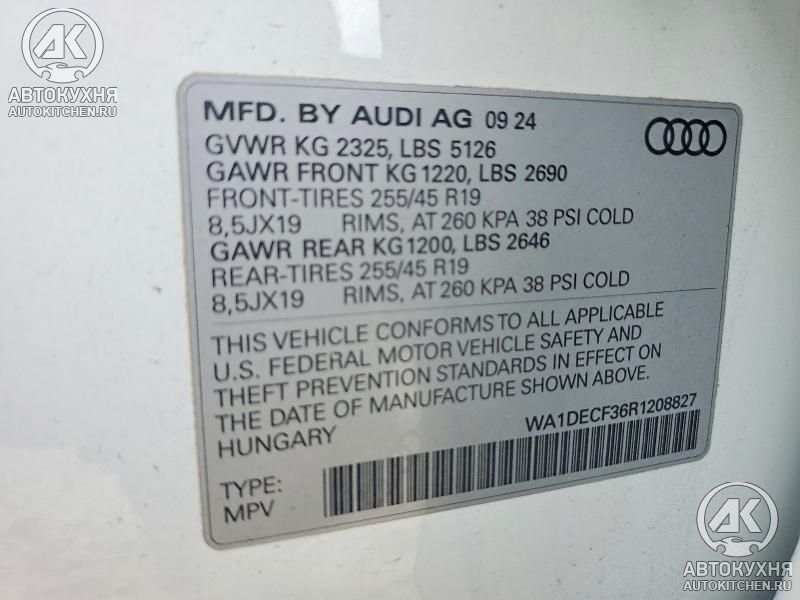 АК
АВТОКУХНЯ
AUTOKITCHEN.RU
MFD. BY AUDI AG 09 24
GVWR KG 2325, LBS 5126
GAWR FRONT KG 1220, LBS 2690
FRONT-TIRES 255/45 R19
8,5JX19 RIMS, AT 260 KPA 38 PSI COLD
GAWR REAR KG 1200, LBS 2646
REAR-TIRES 255/45 R19
8,5JX19 RIMS, AT 260 KPA 38 PSI COLD
THIS VEHICLE CONFORMS TO ALL APPLICABLE
U.S. FEDERAL MOTOR VEHICLE SAFETY AND
THEFT PREVENTION STANDARDS IN EFFECT ON
THE DATE OF MANUFACTURE SHOWN ABOVE.
HUNGARY
WA1DECF36R1208827
TYPE:
MPV
АК
АВТОКУХНЯ
AUTOKITCHEN.RU